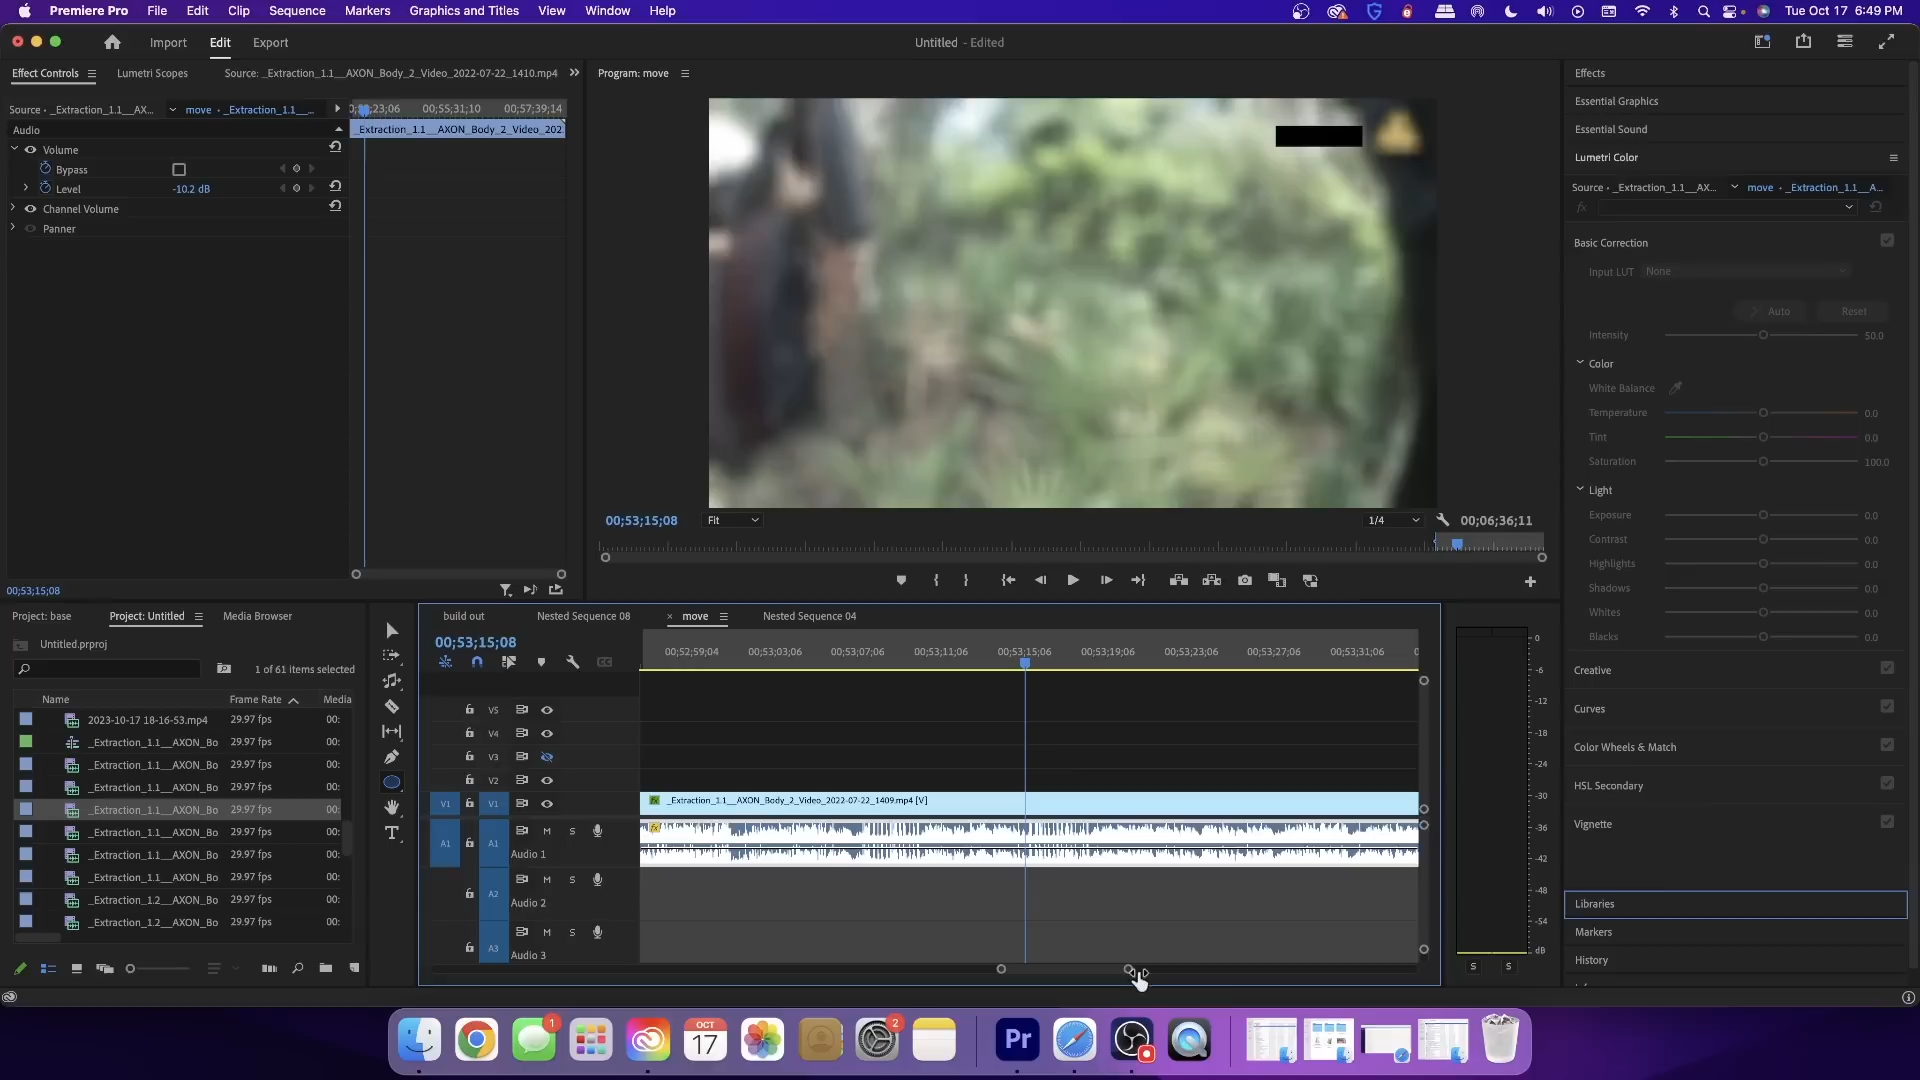 Premiere Pro File Edit Clip Sequence Markers Graphics and Titles View Window Help Tue Oct 17 6:49 PM
Import Edit Export Untitled - Edited
Effect Controls Lumetri Scopes Source: _Extraction_1.1__AXON_Body_2_Video_2022-07-22_1410.mp4 Program: move Effects
Essential Graphics
Source • _Extraction_1.1__AX... move • _Extraction_1.1__... 23;06 00;55;31;10 00;57;39;14
Audio _Extraction_1.1__AXON_Body_2_Video_202 Essential Sound
Volume
Lumetri Color
Bypass
Level -10.2 dB Source • _Extraction_1.1__AX... move • _Extraction_1.1__A...
Channel Volume fx
Panner
Basic Correction
Input LUT None
Auto Reset
Intensity 50.0
Color
White Balance
Temperature 0.0
Tint 0.0
Saturation 100.0
Light
Exposure 0.0
00;53;15;08 Fit 1/4 00;06;36;11
Contrast 0.0
Highlights 0.0
Shadows 0.0
00;53;15;08
Whites 0.0
Blacks 0.0
Project: base Project: Untitled Media Browser build out Nested Sequence 08 × move Nested Sequence 04
Untitled.prproj 00;53;15;08
1 of 61 items selected 00;52;59;04 00;53;03;06 00;53;07;06 00;53;11;06 00;53;15;06 00;53;19;06 00;53;23;06 00;53;27;06 00;53;31;06
Creative
Curves
Color Wheels & Match
HSL Secondary
Vignette
Name Frame Rate Media
2023-10-17 18-16-53.mp4 29.97 fps 00:
_Extraction_1.1__AXON_Bo 29.97 fps 00:
_Extraction_1.1__AXON_Bo 29.97 fps 00:
_Extraction_1.1__AXON_Bo 29.97 fps 00:
_Extraction_1.1__AXON_Bo 29.97 fps 00:
_Extraction_1.1__AXON_Bo 29.97 fps 00:
_Extraction_1.1__AXON_Bo 29.97 fps 00:
_Extraction_1.1__AXON_Bo 29.97 fps 00:
_Extraction_1.2__AXON_Bo 29.97 fps 00:
_Extraction_1.2__AXON_Bo 29.97 fps 00:
V5
V4
V3
V2
V1 V1 fx _Extraction_1.1__AXON_Body_2_Video_2022-07-22_1409.mp4 [V]
A1 A1 M S
Audio 1
A2 M S
Audio 2
A3 M S
Audio 3
0
-6
-12
-18
-24
-30
-36
-42
-48
-54
dB
S S
Libraries
Markers
History
1 OCT 17 2 Pr